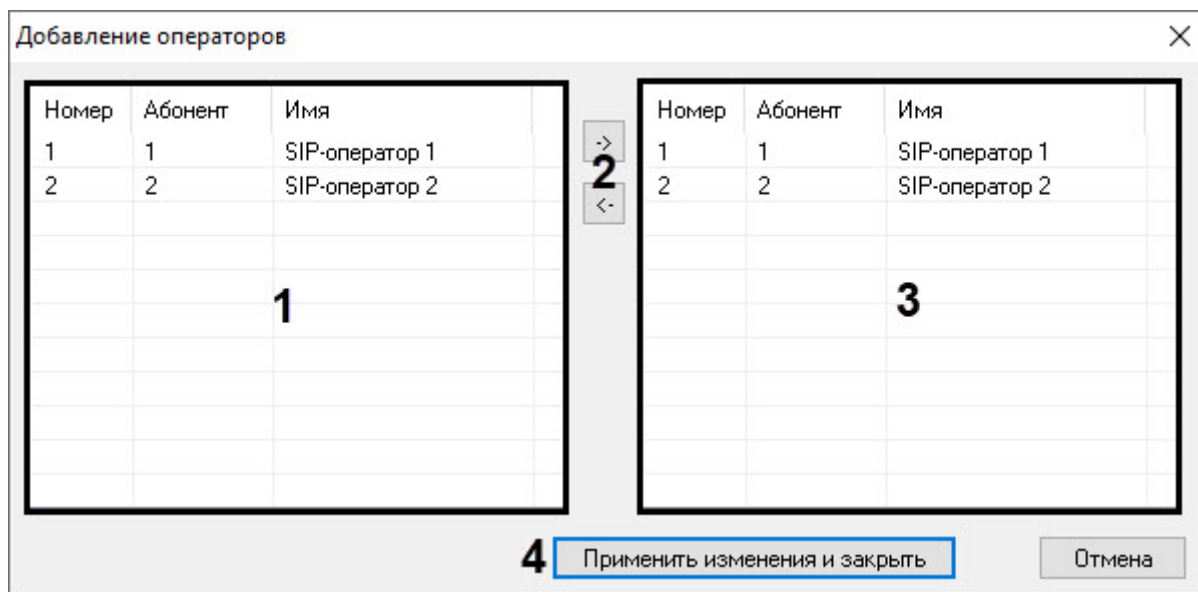 Добавление операторов
Номер Абонент Имя
1 1 SIP-оператор 1
2 2 SIP-оператор 2
1
->
2
<-
Номер Абонент Имя
1 1 SIP-оператор 1
2 2 SIP-оператор 2
3
4 Применить изменения и закрыть Отмена